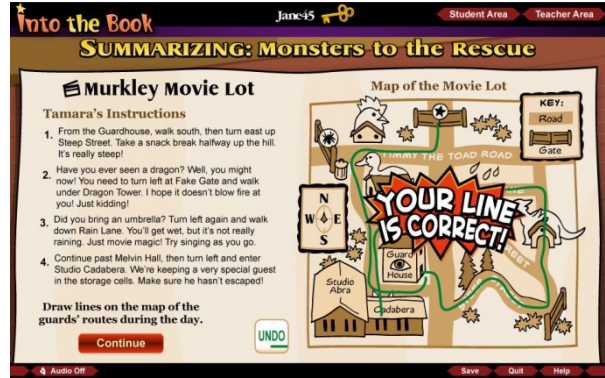 into the Book
Jane45
Student Area
Teacher Area
SUMMARIZING: Monsters to the Rescue
Murkley Movie Lot
Tamara's Instructions
1. From the Guardhouse, walk south, then turn east up
Steep Street. Take a snack break halfway up the hill.
It's really steep!
2. Have you ever seen a dragon? Well, you might
now! You need to turn left at Fake Gate and walk
under Dragon Tower. I hope it doesn't blow fire at
you! Just kidding!
3. Did you bring an umbrella? Turn left again and walk
down Rain Lane. You'll get wet, but it's not really
raining. Just movie magic! Try singing as you go.
4. Continue past Melvin Hall, then turn left and enter
Studio Cadabera. We're keeping a very special guest
in the storage cells. Make sure he hasn't escaped!
Draw lines on the map of the
guards' routes during the day.
Continue
UNDO
Map of the Movie Lot
KEY:
Road
Gate
TIMMY THE TOAD ROAD
N
W E
S
YOUR LINE
IS CORRECT!
Guard
House
Studio
Abra
Cadabera
Audio Off
Save
Quit
Help